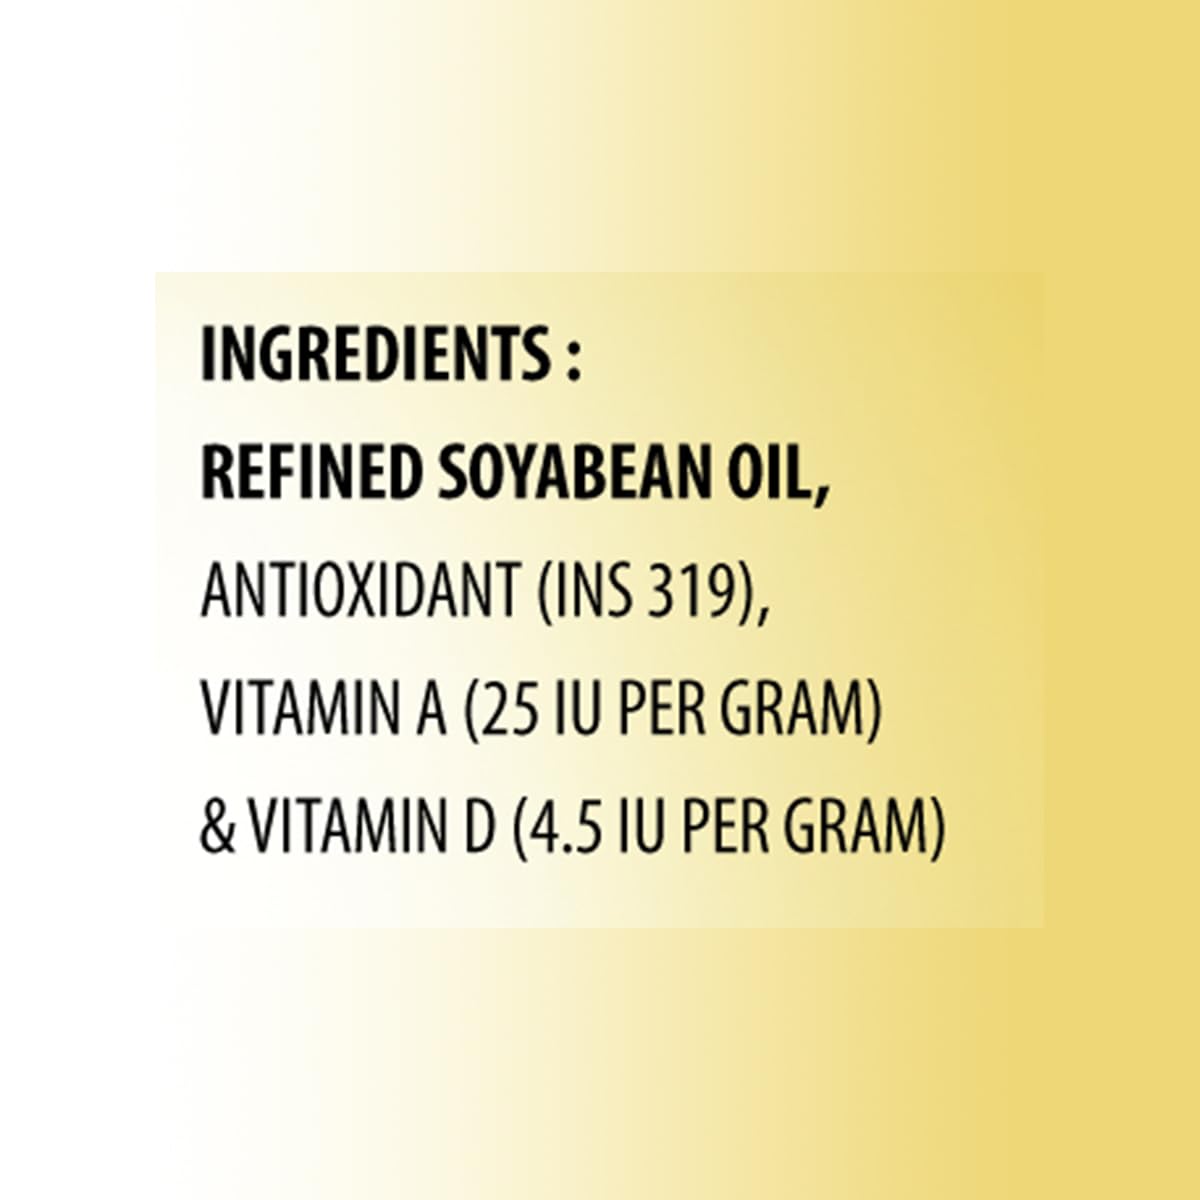 INGREDIENTS :
REFINED SOYABEAN OIL,
ANTIOXIDANT (INS 319),
VITAMIN A (25 IU PER GRAM)
& VITAMIN D (4.5 IU PER GRAM)